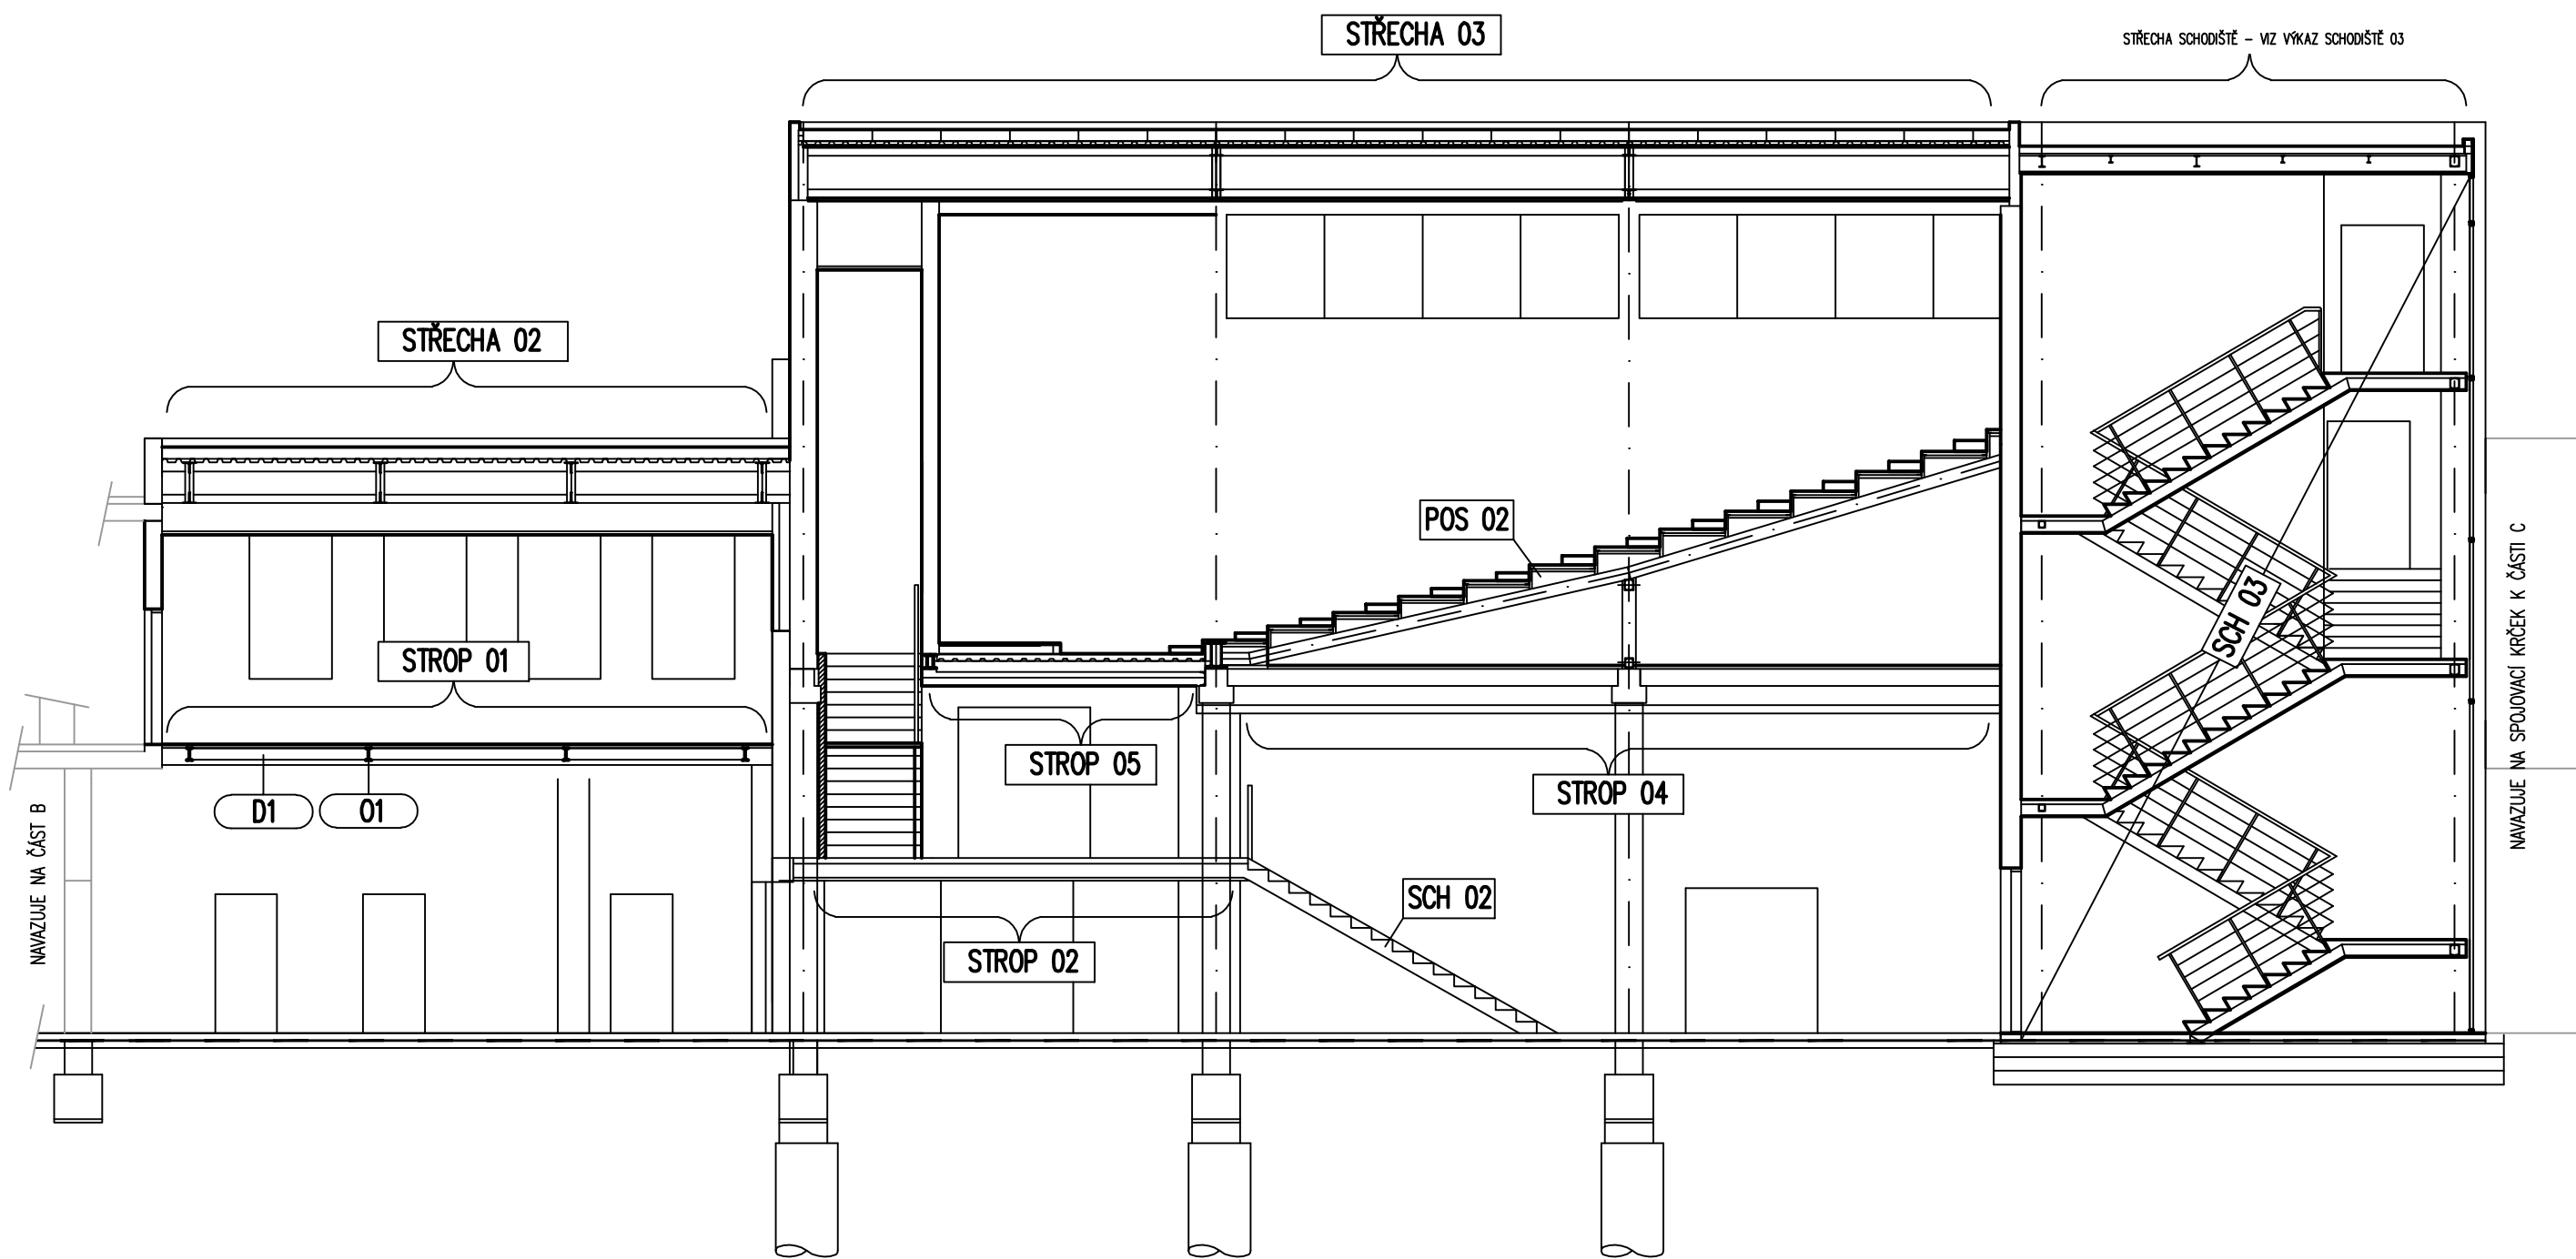 STŘECHA 03
STŘECHA SCHODIŠTĚ - VIZ VÝKAZ SCHODIŠTĚ 03
STŘECHA 02
POS 02
SCH 03
NAVAZUJE NA SPOJOVACÍ KRČEK K ČÁSTI C
STROP 01
STROP 05
STROP 04
D1
01
NAVAZUJE NA ČÁST B
SCH 02
STROP 02